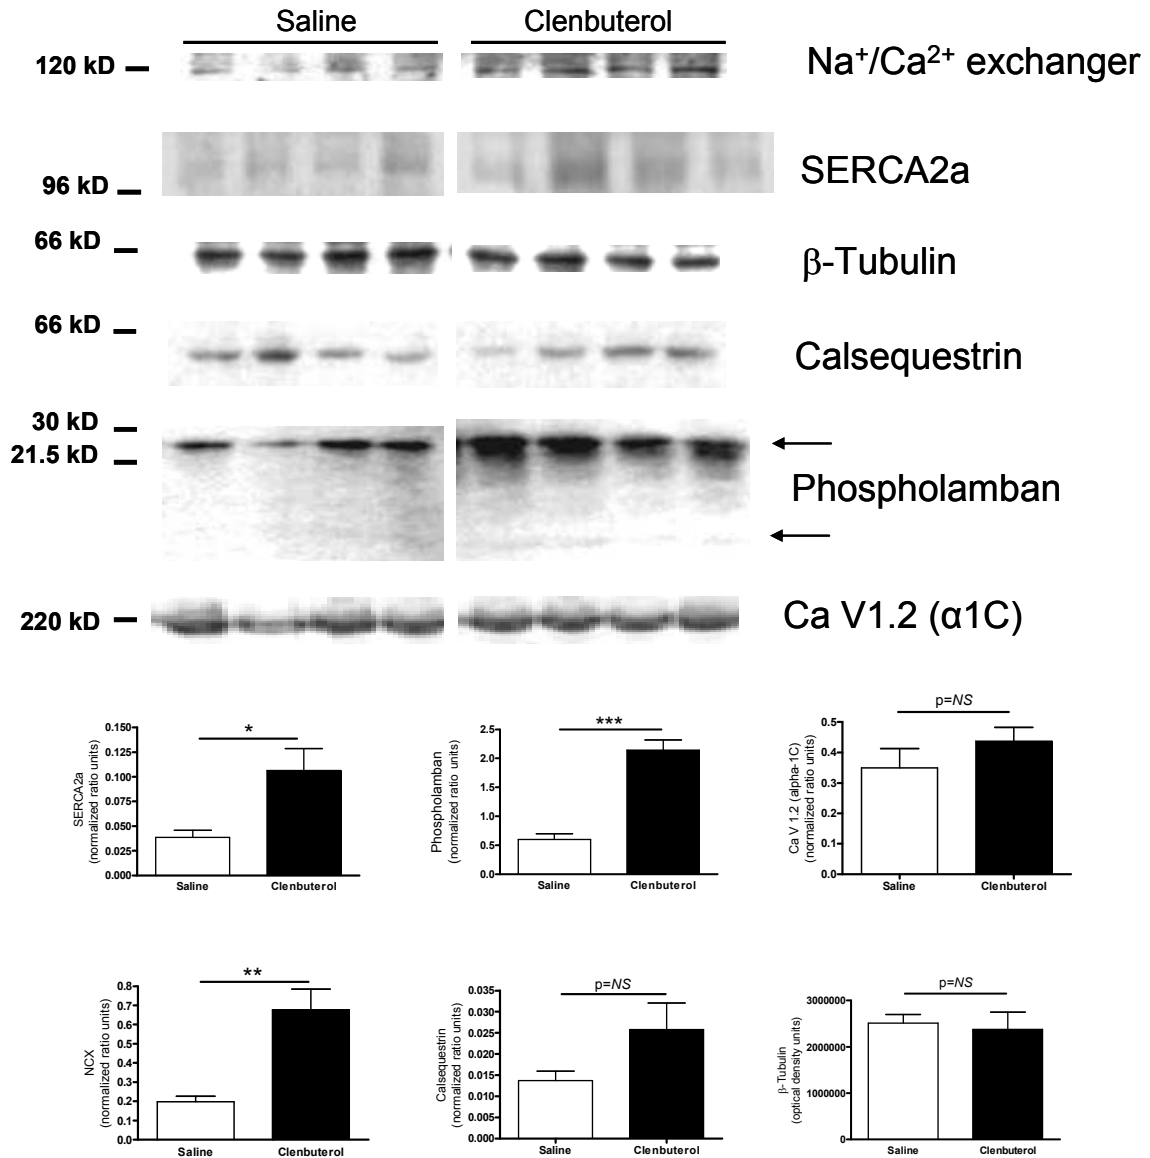 Saline Clenbuterol
120 kD Na+/Ca2+ exchanger
96 kD SERCA2a
66 kD β-Tubulin
66 kD Calsequestrin
30 kD
21.5 kD
Phospholamban
220 kD Ca V1.2 (α1C)
SERCA2a
(normalized ratio units)
0.150
0.125
0.100
0.075
0.050
0.025
0.000
*
Saline Clenbuterol
Phospholamban
(normalized ratio units)
2.5
2.0
1.5
1.0
0.5
0.0
***
Saline Clenbuterol
Ca V 1.2 (alpha-1C)
(normalized ratio units)
0.5
0.4
0.3
0.2
0.1
0.0
p=NS
Saline Clenbuterol
NCX
(normalized ratio units)
0.8
0.7
0.6
0.5
0.4
0.3
0.2
0.1
0.0
**
Saline Clenbuterol
Calsequestrin
(normalized ratio units)
0.035
0.030
0.025
0.020
0.015
0.010
0.005
0.000
p=NS
Saline Clenbuterol
β-Tubulin
(optical density units)
3000000
2000000
1000000
0
p=NS
Saline Clenbuterol